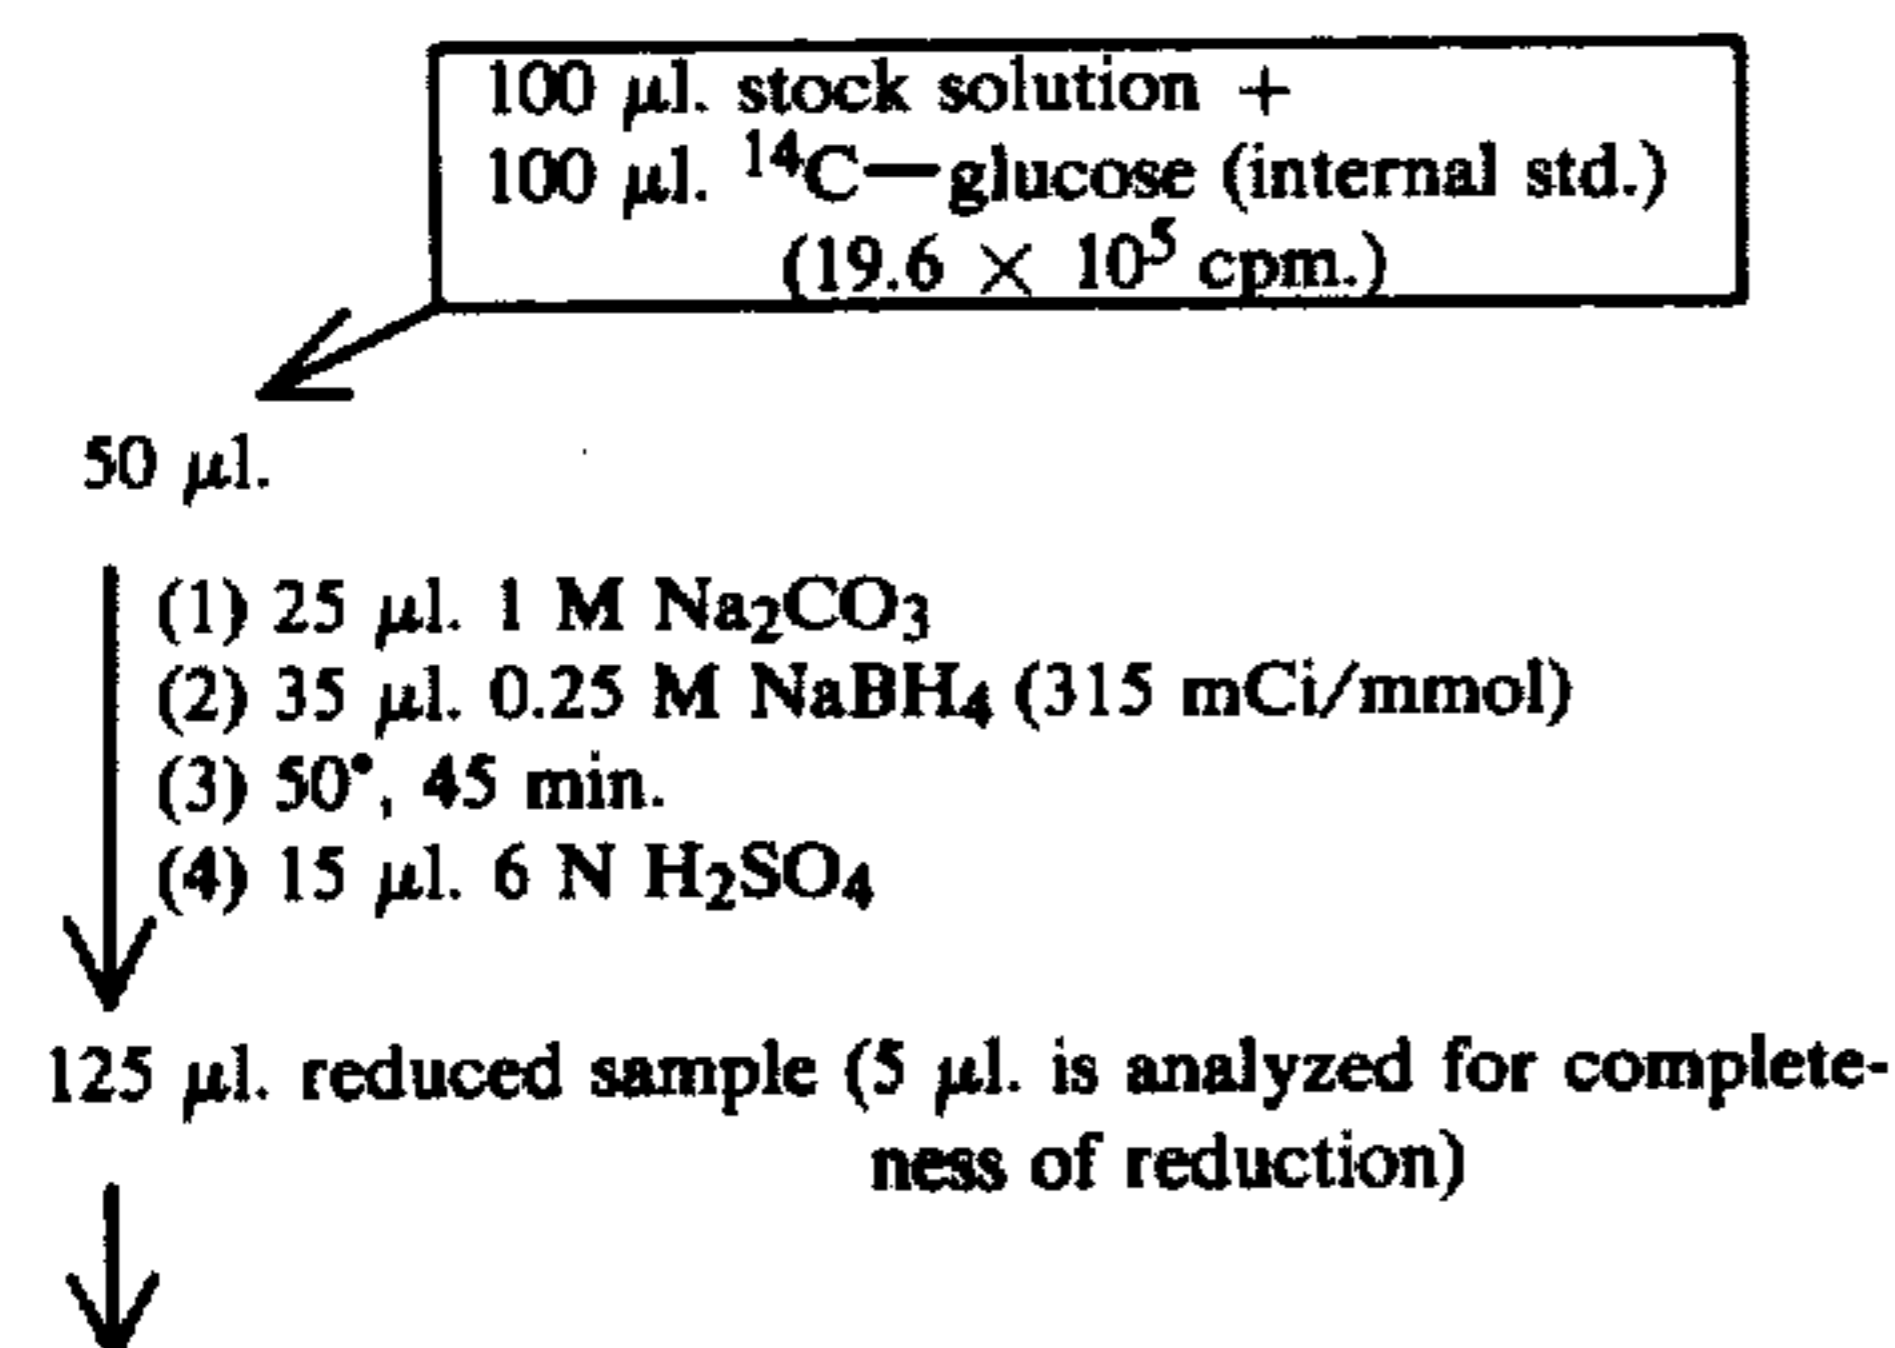 100 μl. stock solution +
100 μl. ¹⁴C—glucose (internal std.)
(19.6 × 10⁵ cpm.)
50 μl.
(1) 25 μl. 1 M Na₂CO₃
(2) 35 μl. 0.25 M NaBH₄ (315 mCi/mmol)
(3) 50°, 45 min.
(4) 15 μl. 6 N H₂SO₄
125 μl. reduced sample (5 μl. is analyzed for complete-
ness of reduction)